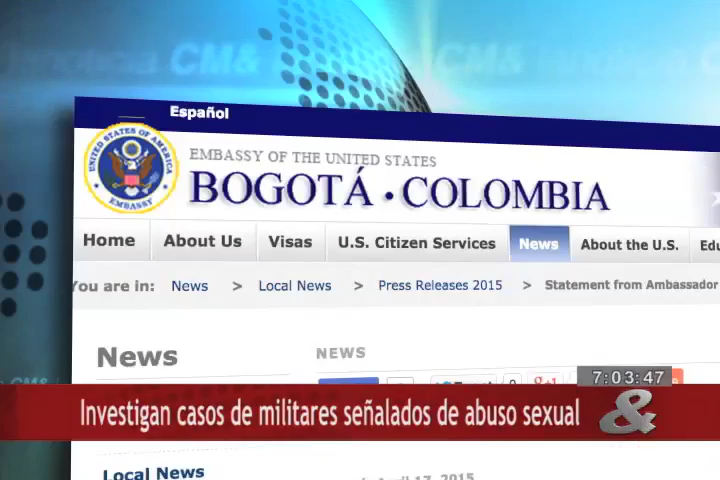 CM&
Español
UNITED STATES OF AMERICA
EMBASSY
EMBASSY OF THE UNITED STATES
BOGOTÁ • COLOMBIA
Home About Us Visas U.S. Citizen Services News About the U.S.
You are in: News > Local News > Press Releases 2015 > Statement from Ambassador
News NEWS
7:03:47
Investigan casos de militares señalados de abuso sexual &
Local News
April 17, 2015